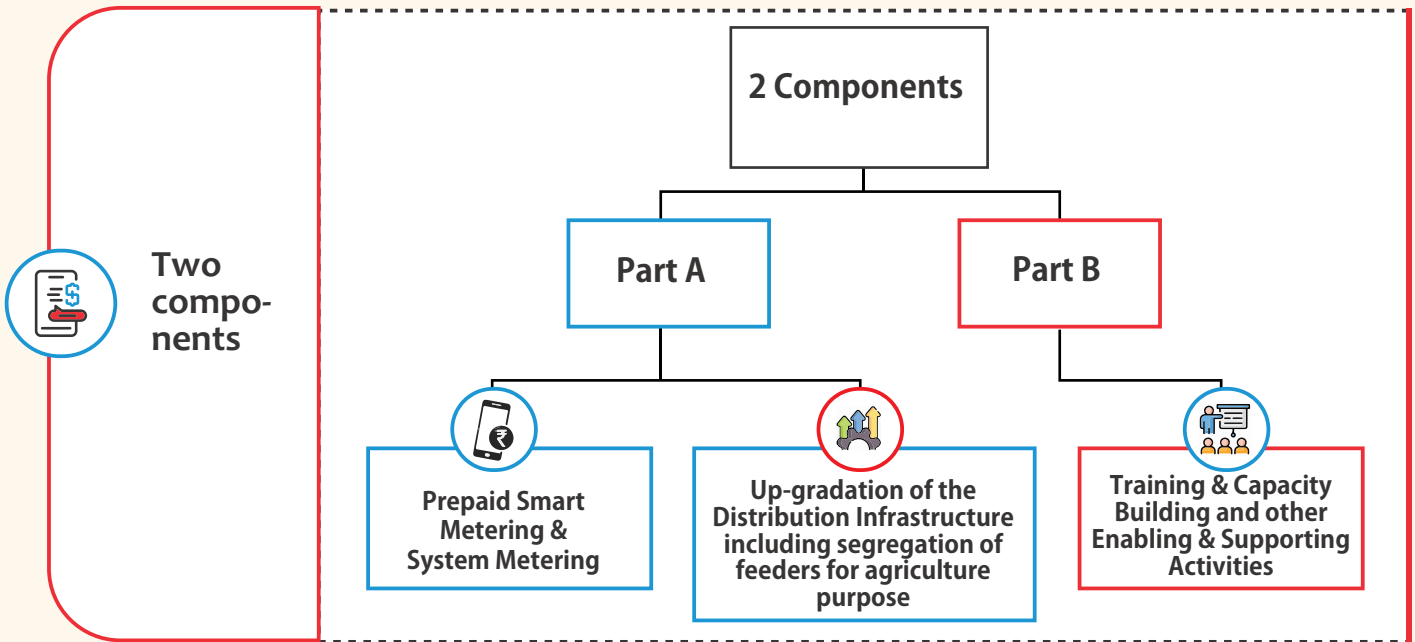 Two
compo-
nents
2 Components
Part A
Part B
₹
Prepaid Smart
Metering &
System Metering
Up-gradation of the
Distribution Infrastructure
including segregation of
feeders for agriculture
purpose
Training & Capacity
Building and other
Enabling & Supporting
Activities